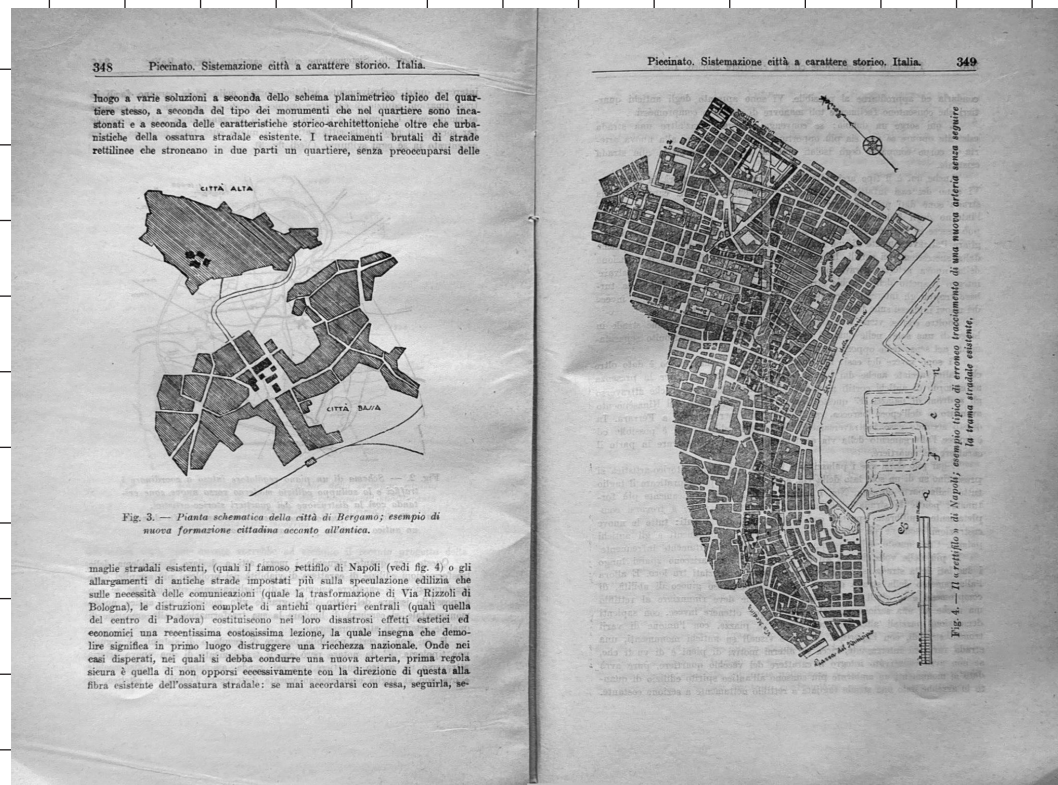 348 Piccinato. Sistemazione città a carattere storico. Italia.
luogo a varie soluzioni a seconda dello schema planimetrico tipico del quar-
tiere stesso, a seconda del tipo dei monumenti che nel quartiere sono inca-
stonati e a seconda delle caratteristiche storico-architettoniche oltre che urba-
nistiche della ossatura stradale esistente. I tracciamenti brutali di strade
rettilinee che stroncano in due parti un quartiere, senza preoccuparsi delle
CITTÀ ALTA
CITTÀ BASSA
Fig. 3. — Pianta schematica della città di Bergamo; esempio di
nuova formazione cittadina acconto all'antica.
maglie stradali esistenti, (quali il famoso rettifilo di Napoli (vedi fig. 4) o gli
allargamenti di antiche strade impostati più sulla speculazione edilizia che
sulle necessità delle comunicazioni (quale la trasformazione di Via Rizzoli di
Bologna), le distruzioni complete di antichi quartieri centrali (quali quella
del centro di Padova) costituiscono nei loro disastrosi effetti estetici ed
economici una recentissima costosissima lezione, la quale insegna che demo-
lire significa in primo luogo distruggere una ricchezza nazionale. Onde nei
casi disperati, nei quali si debba condurre una nuova arteria, prima regola
sicura è quella di non opporsi eccessivamente con la direzione di questa alla
fibra esistente dell'ossatura stradale: se mai accordarsi con essa, seguirla, se-
Piccinato. Sistemazione città a carattere storico. Italia. 349
Piazza del Municipio
Fig. 4. — Il « rettifilo » di Napoli; esempio tipico di erroneo tracciamento di una nuova arteria senza seguire
la trama stradale esistente.